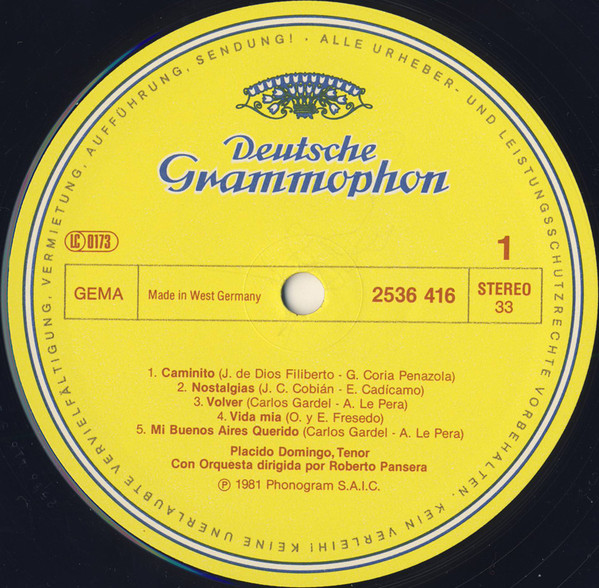 ALLE URHEBER- UND LEISTUNGSSCHUTZRECHTE VORBEHALTEN. KEIN VERLEIH! KEINE UNERLAUBTE VERVIELFÄLTIGUNG, VERMIETUNG, AUFFÜHRUNG, SENDUNG! ·
Deutsche
Grammophon
LC 0173
1
GEMA
Made in West Germany
2536 416
STEREO
33
1. Caminito (J. de Dios Filiberto - G. Coria Penazola)
2. Nostalgias (J. C. Cobián - E. Cadícamo)
3. Volver (Carlos Gardel - A. Le Pera)
4. Vida mía (O. y E. Fresedo)
5. Mi Buenos Aires Querido (Carlos Gardel - A. Le Pera)
Placido Domingo, Tenor
Con Orquesta dirigida por Roberto Pansera
Ⓟ 1981 Phonogram S.A.I.C.